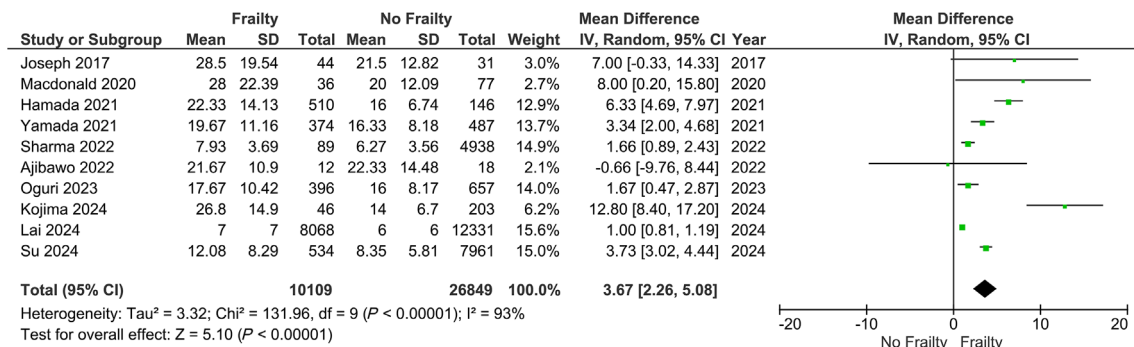 Frailty No Frailty Mean Difference Mean Difference
Study or Subgroup Mean SD Total Mean SD Total Weight IV, Random, 95% CI Year IV, Random, 95% CI
Joseph 2017 28.5 19.54 44 21.5 12.82 31 3.0% 7.00 [-0.33, 14.33] 2017
Macdonald 2020 28 22.39 36 20 12.09 77 2.7% 8.00 [0.20, 15.80] 2020
Hamada 2021 22.33 14.13 510 16 6.74 146 12.9% 6.33 [4.69, 7.97] 2021
Yamada 2021 19.67 11.16 374 16.33 8.18 487 13.7% 3.34 [2.00, 4.68] 2021
Sharma 2022 7.93 3.69 89 6.27 3.56 4938 14.9% 1.66 [0.89, 2.43] 2022
Ajibawo 2022 21.67 10.9 12 22.33 14.48 18 2.1% -0.66 [-9.76, 8.44] 2022
Oguri 2023 17.67 10.42 396 16 8.17 657 14.0% 1.67 [0.47, 2.87] 2023
Kojima 2024 26.8 14.9 46 14 6.7 203 6.2% 12.80 [8.40, 17.20] 2024
Lai 2024 7 7 8068 6 6 12331 15.6% 1.00 [0.81, 1.19] 2024
Su 2024 12.08 8.29 534 8.35 5.81 7961 15.0% 3.73 [3.02, 4.44] 2024
Total (95% CI) 10109 26849 100.0% 3.67 [2.26, 5.08]
Heterogeneity: Tau² = 3.32; Chi² = 131.96, df = 9 (P < 0.00001); I² = 93%
Test for overall effect: Z = 5.10 (P < 0.00001)
-20 -10 0 10 20
No Frailty Frailty